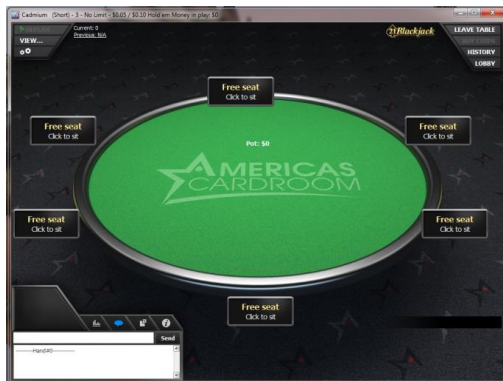 Cadmium (Short) - 3 - No Limit - $0.05 / $0.10 Hold'em Money in play: $0
VIEW...
Current: 0
Previous: N/A
21Blackjack
LEAVE TABLE
HISTORY
LOBBY
Free seat
Click to sit
Free seat
Click to sit
Free seat
Click to sit
Pot: $0
AMERICAS
CARDROOM
Free seat
Click to sit
Free seat
Click to sit
Free seat
Click to sit
Send
---------Hand#0---------